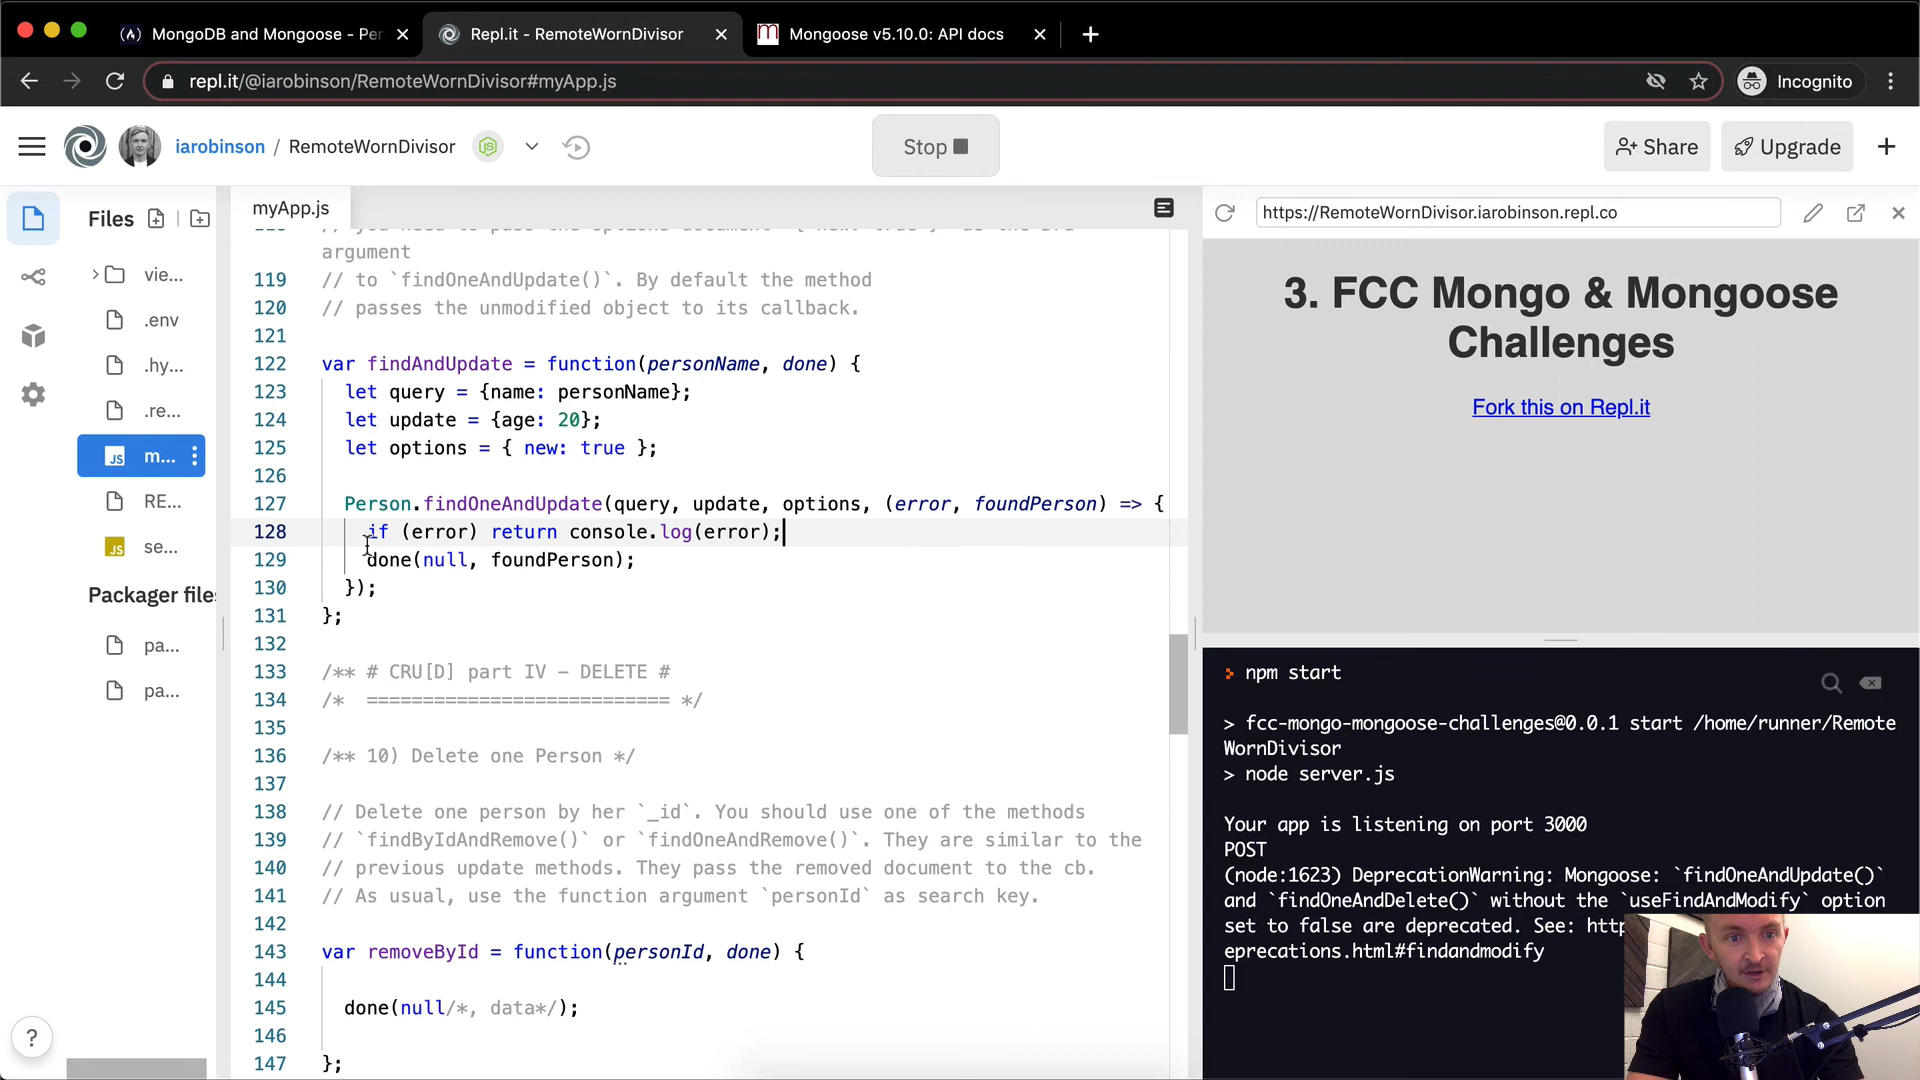 MongoDB and Mongoose - Per
Repl.it - RemoteWornDivisor
Mongoose v5.10.0: API docs
repl.it/@iarobinson/RemoteWornDivisor#myApp.js
Incognito
iarobinson / RemoteWornDivisor
Stop
Share
Upgrade
Files
vie...
.env
.hy...
.re...
JS m...
RE...
JS se...
Packager files
pa...
pa...
?
myApp.js
argument
119 // to `findOneAndUpdate()`. By default the method
120 // passes the unmodified object to its callback.
121
122 var findAndUpdate = function(personName, done) {
123 let query = {name: personName};
124 let update = {age: 20};
125 let options = { new: true };
126
127 Person.findOneAndUpdate(query, update, options, (error, foundPerson) => {
128 if (error) return console.log(error);
129 done(null, foundPerson);
130 });
131 };
132
133 /** # CRU[D] part IV - DELETE #
134 /* =========================== */
135
136 /** 10) Delete one Person */
137
138 // Delete one person by her `_id`. You should use one of the methods
139 // `findByIdAndRemove()` or `findOneAndRemove()`. They are similar to the
140 // previous update methods. They pass the removed document to the cb.
141 // As usual, use the function argument `personId` as search key.
142
143 var removeById = function(personId, done) {
144
145 done(null/*, data*/);
146
147 };
https://RemoteWornDivisor.iarobinson.repl.co
3. FCC Mongo & Mongoose
Challenges
Fork this on Repl.it
npm start
> fcc-mongo-mongoose-challenges@0.0.1 start /home/runner/Remote
WornDivisor
> node server.js
Your app is listening on port 3000
POST
(node:1623) DeprecationWarning: Mongoose: `findOneAndUpdate()`
and `findOneAndDelete()` without the `useFindAndModify` option
set to false are deprecated. See: http
eprecations.html#findandmodify